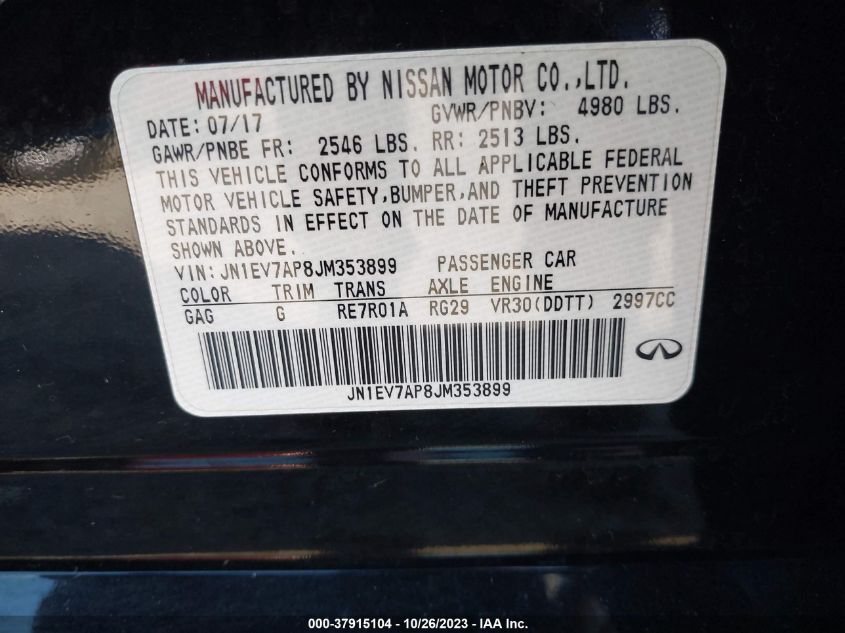 MANUFACTURED BY NISSAN MOTOR CO.,LTD.
DATE: 07/17 GVWR/PNBV: 4980 LBS.
GAWR/PNBE FR: 2546 LBS. RR: 2513 LBS.
THIS VEHICLE CONFORMS TO ALL APPLICABLE FEDERAL
MOTOR VEHICLE SAFETY,BUMPER,AND THEFT PREVENTION
STANDARDS IN EFFECT ON THE DATE OF MANUFACTURE
SHOWN ABOVE.
VIN: JN1EV7AP8JM353899 PASSENGER CAR
COLOR TRIM TRANS AXLE ENGINE
GAG G RE7R01A RG29 VR30(DDTT) 2997CC
JN1EV7AP8JM353899
000-37915104 - 10/26/2023 - IAA Inc.